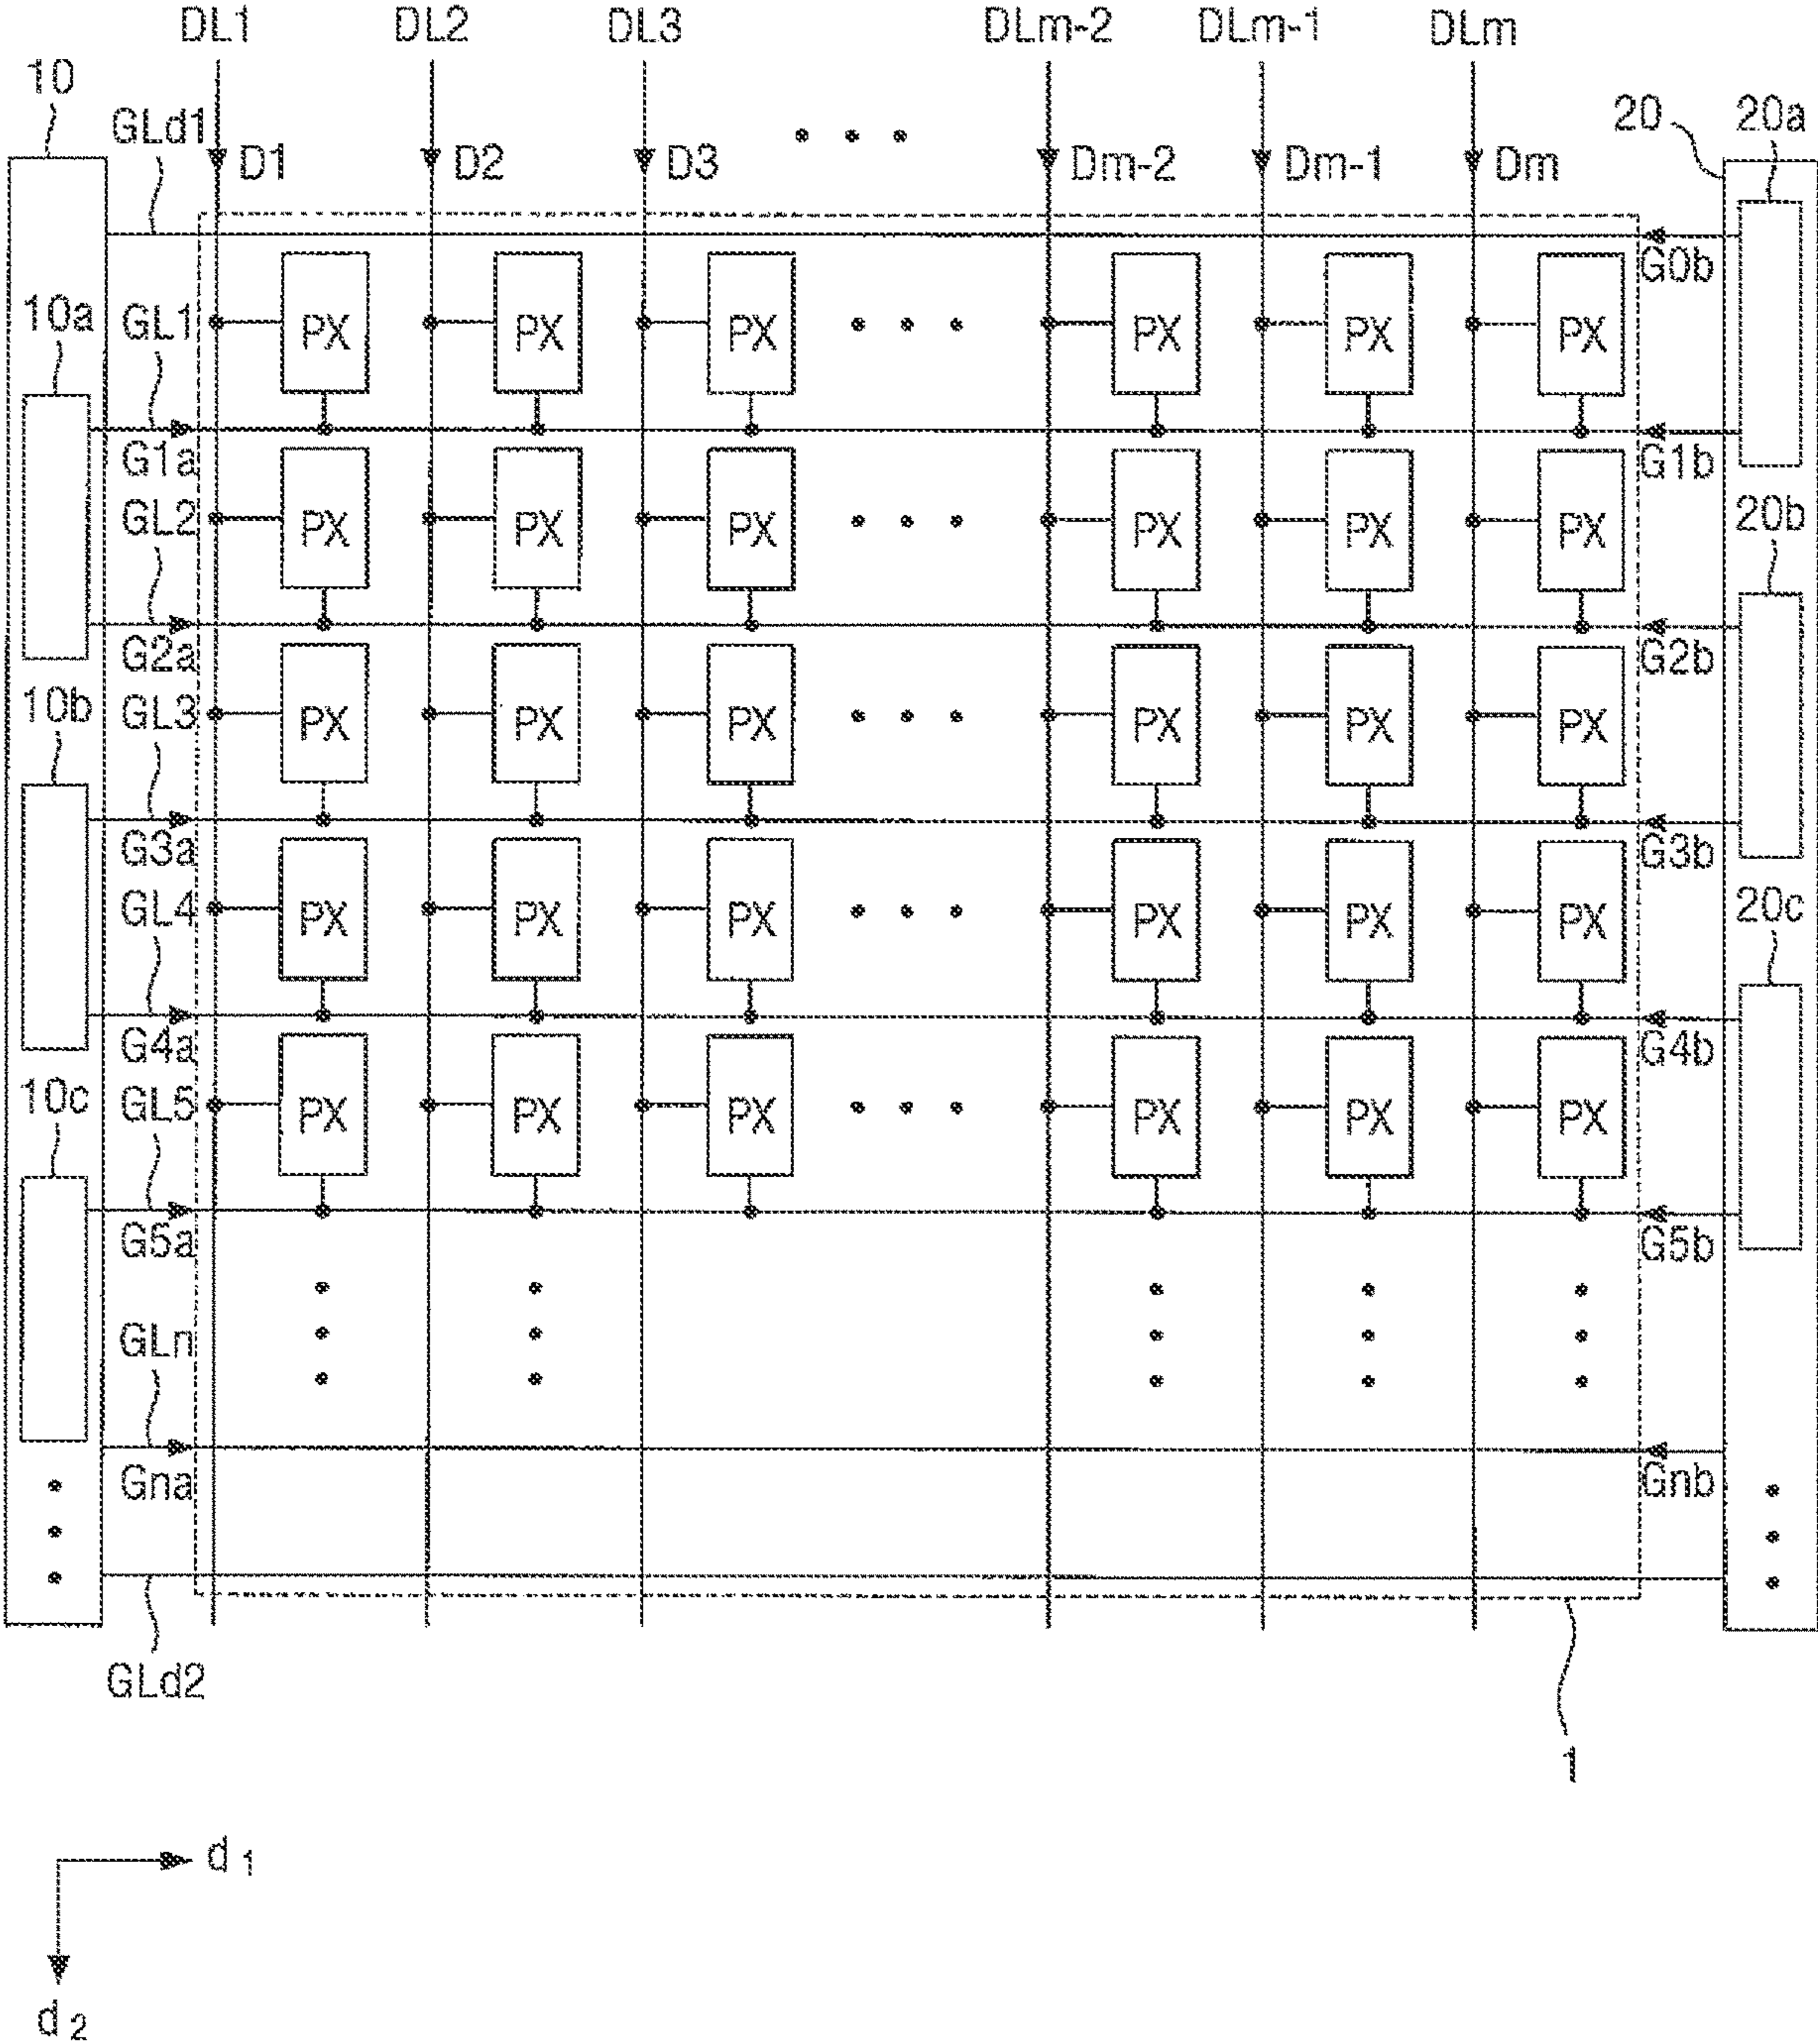 DL1 DL2 DL3 DLm-2 DLm-1 DLm
10 GLd1 20 20a
D1 D2 D3 Dm-2 Dm-1 Dm
G0b
10a GL1 PX PX PX PX PX PX
G1a G1b
GL2 PX PX PX PX PX PX 20b
G2a G2b
10b GL3 PX PX PX PX PX PX
G3a G3b
GL4 PX PX PX PX PX PX 20c
G4a G4b
10c GL5 PX PX PX PX PX PX
G5a G5b
GLn
Gna Gnb
GLd2
1
d1
d2